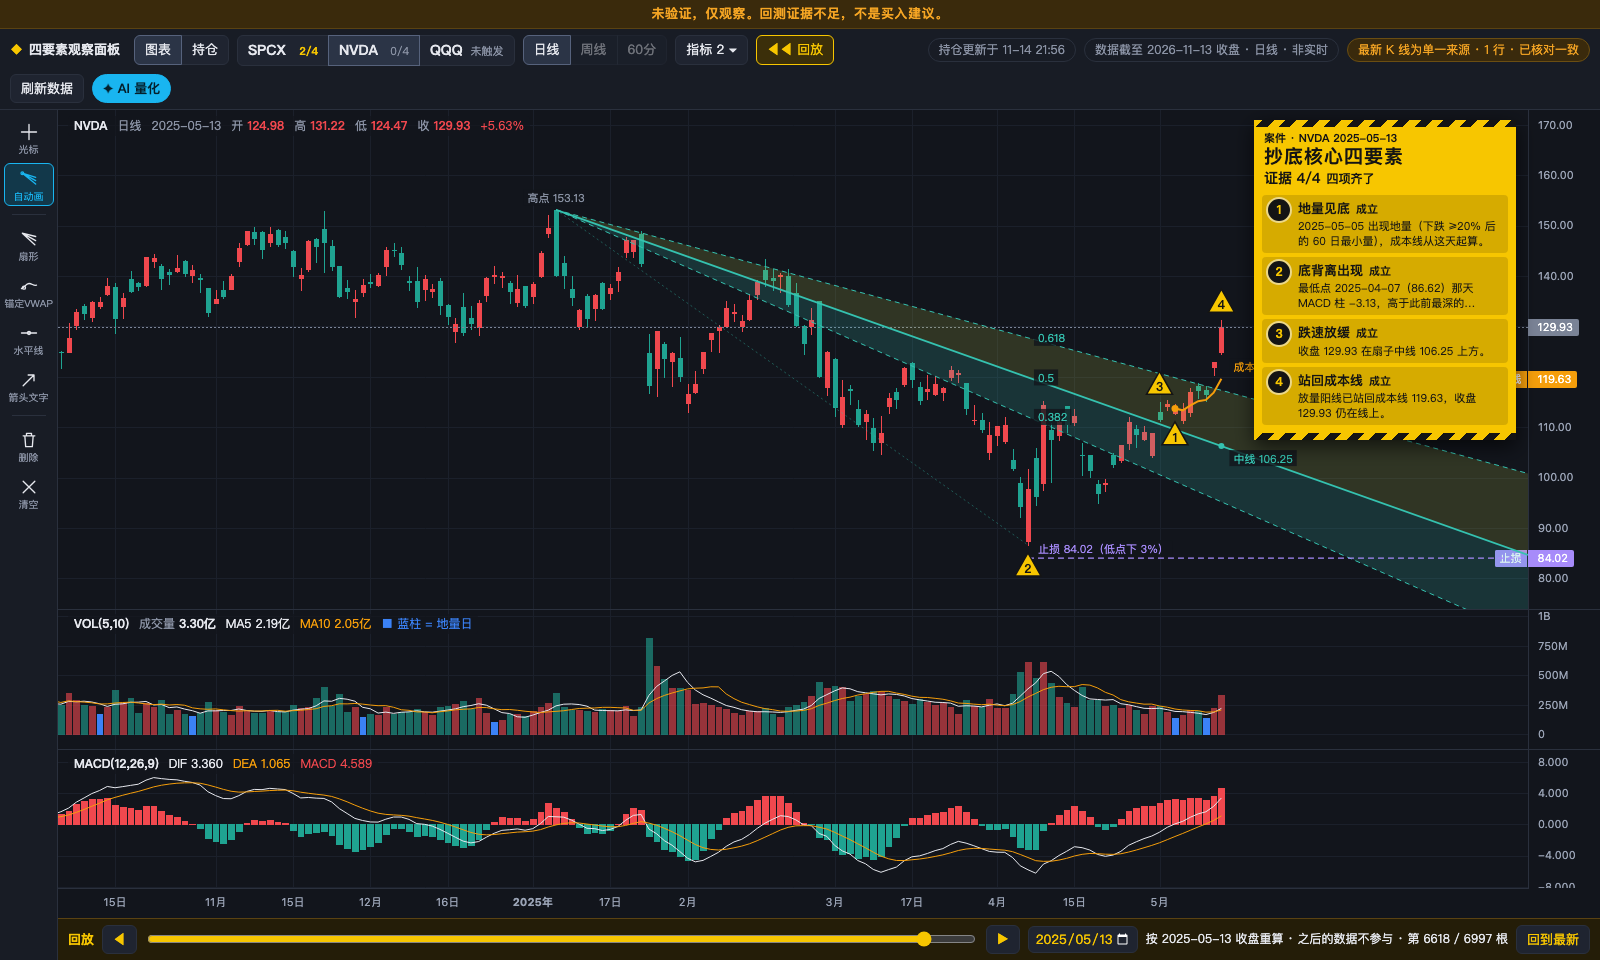 未验证，仅观察。回测证据不足，不是买入建议。
四要素观察面板 图表 持仓 SPCX 2/4 NVDA 0/4 QQQ 未触发 日线 周线 60分 指标 2 回放 持仓更新于 11-14 21:56 数据截至 2026-11-13 收盘 · 日线 · 非实时 最新 K 线为单一来源 · 1 行 · 已核对一致
刷新数据 AI 量化
NVDA 日线 2025-05-13 开 124.98 高 131.22 低 124.47 收 129.93 +5.63%
光标
自动画
扇形
锚定VWAP
水平线
箭头文字
删除
清空
高点 153.13
0.618
0.5
0.382
3
1
4
2
成本
中线 106.25
止损 84.02（低点下 3%）
案件 · NVDA 2025-05-13
抄底核心四要素
证据 4/4 四项齐了
1 地量见底 成立
2025-05-05 出现地量（下跌 ≥20% 后
的 60 日最小量），成本线从这天起算。
2 底背离出现 成立
最低点 2025-04-07（86.62）那天
MACD 柱 -3.13，高于此前最深的…
3 跌速放缓 成立
收盘 129.93 在扇子中线 106.25 上方。
4 站回成本线 成立
放量阳线已站回成本线 119.63，收盘
129.93 仍在线上。
170.00
160.00
150.00
140.00
129.93
线 119.63
110.00
100.00
90.00
止损 84.02
80.00
VOL(5,10) 成交量 3.30亿 MA5 2.19亿 MA10 2.05亿 蓝柱 = 地量日
1B
750M
500M
250M
0
MACD(12,26,9) DIF 3.360 DEA 1.065 MACD 4.589
8.000
4.000
0.000
-4.000
-8.000
15日 11月 15日 12月 16日 2025年 17日 2月 3月 17日 4月 15日 5月
回放 2025/05/13 按 2025-05-13 收盘重算 · 之后的数据不参与 · 第 6618 / 6997 根 回到最新